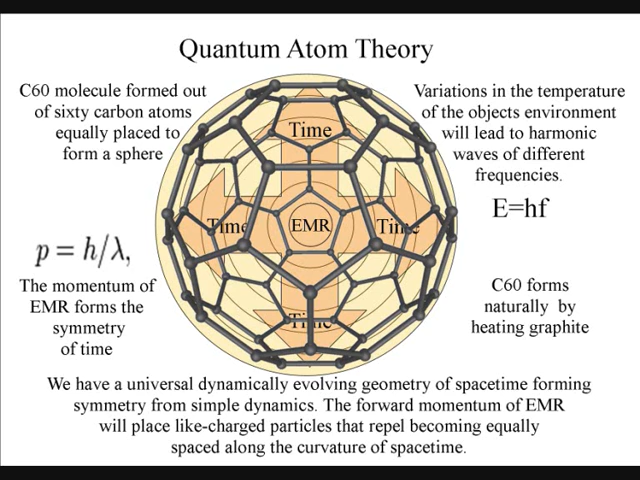 Quantum Atom Theory
C60 molecule formed out
of sixty carbon atoms
equally placed to
form a sphere
Variations in the temperature
of the objects environment
will lead to harmonic
waves of different
frequencies.
E=hf
Time
Time
EMR
Time
Time
p = h/λ,
The momentum of
EMR forms the
symmetry
of time
C60 forms
naturally by
heating graphite
We have a universal dynamically evolving geometry of spacetime forming
symmetry from simple dynamics. The forward momentum of EMR
will place like-charged particles that repel becoming equally
spaced along the curvature of spacetime.